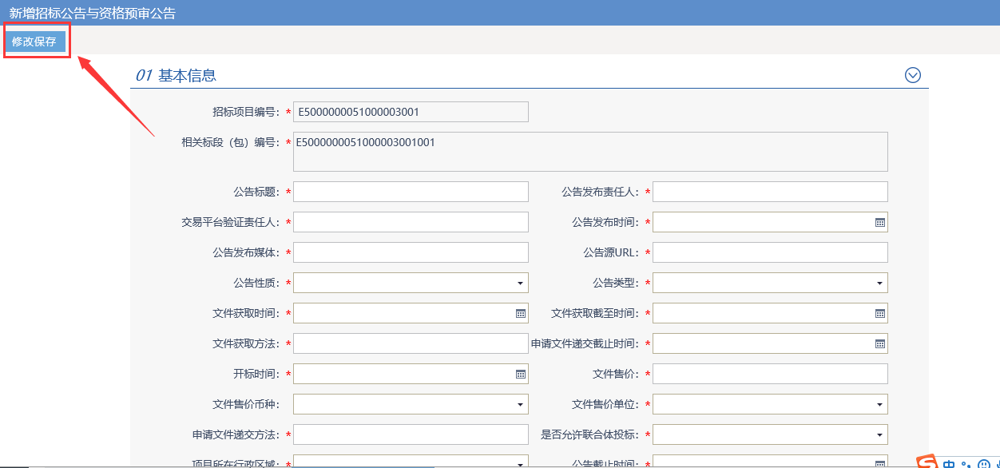 新增招标公告与资格预审公告
修改保存
01 基本信息
招标项目编号：* E5000000051000003001
相关标段（包）编号：* E5000000051000003001001
公告标题：* 公告发布责任人：*
交易平台验证责任人：* 公告发布时间：*
公告发布媒体：* 公告源URL：*
公告性质：* 公告类型：*
文件获取时间：* 文件获取截至时间：*
文件获取方法：* 申请文件递交截止时间：*
开标时间：* 文件售价：*
文件售价币种： 文件售价单位：*
申请文件递交方法：* 是否允许联合体投标：*
项目所在行政区域：* 公告截止时间：*
S 中